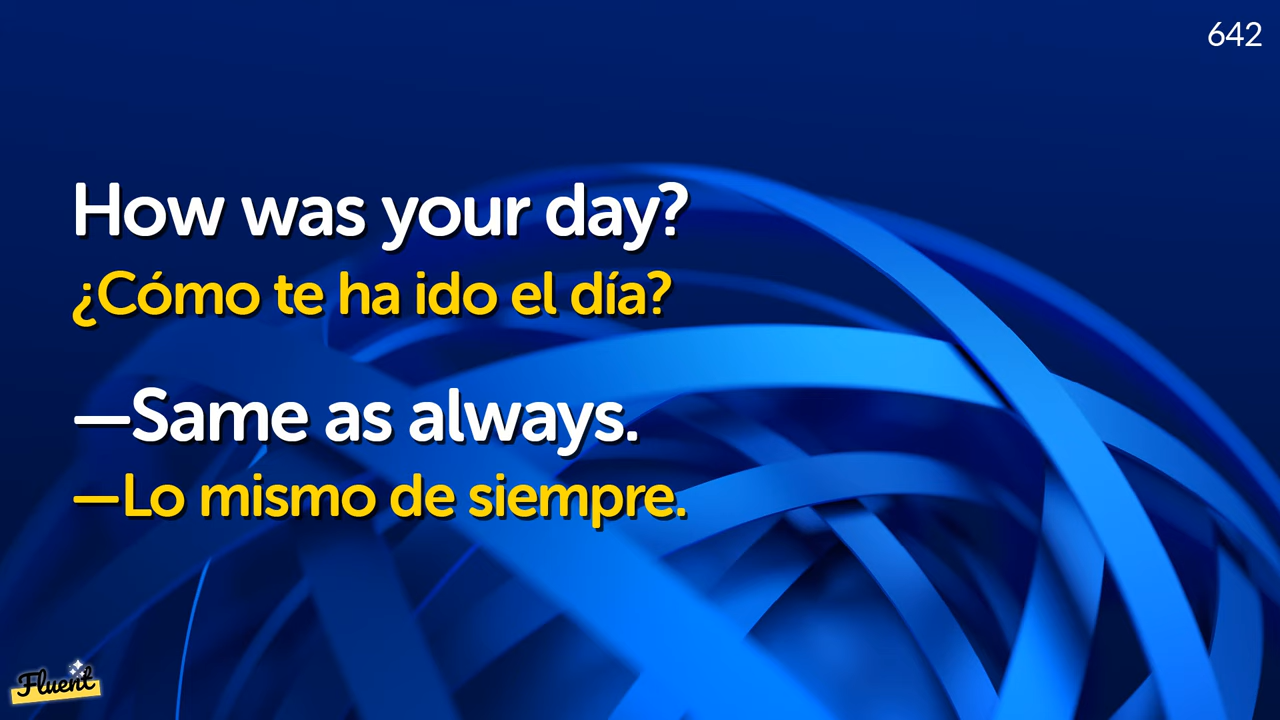 642
How was your day?
¿Cómo te ha ido el día?
—Same as always.
—Lo mismo de siempre.
Fluent